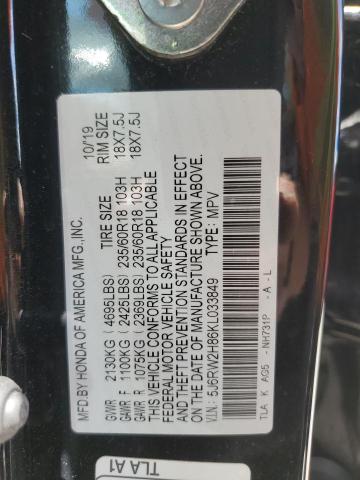 MFD.BY HONDA OF AMERICA MFG.,INC. 10/19
TIRE SIZE RIM SIZE
GVWR 2130KG (4695LBS)
GAWR F 1100KG (2425LBS) 235/60R18 103H 18X7.5J
GAWR R 1075KG (2369LBS) 235/60R18 103H 18X7.5J
THIS VEHICLE CONFORMS TO ALL APPLICABLE
FEDERAL MOTOR VEHICLE SAFETY
AND THEFT PREVENTION STANDARDS IN EFFECT
ON THE DATE OF MANUFACTURE SHOWN ABOVE.
V.I.N.: 5J6RW2H86KL033849 TYPE: MPV
TLA K AG5 -NH731P -A-L
TLA A1